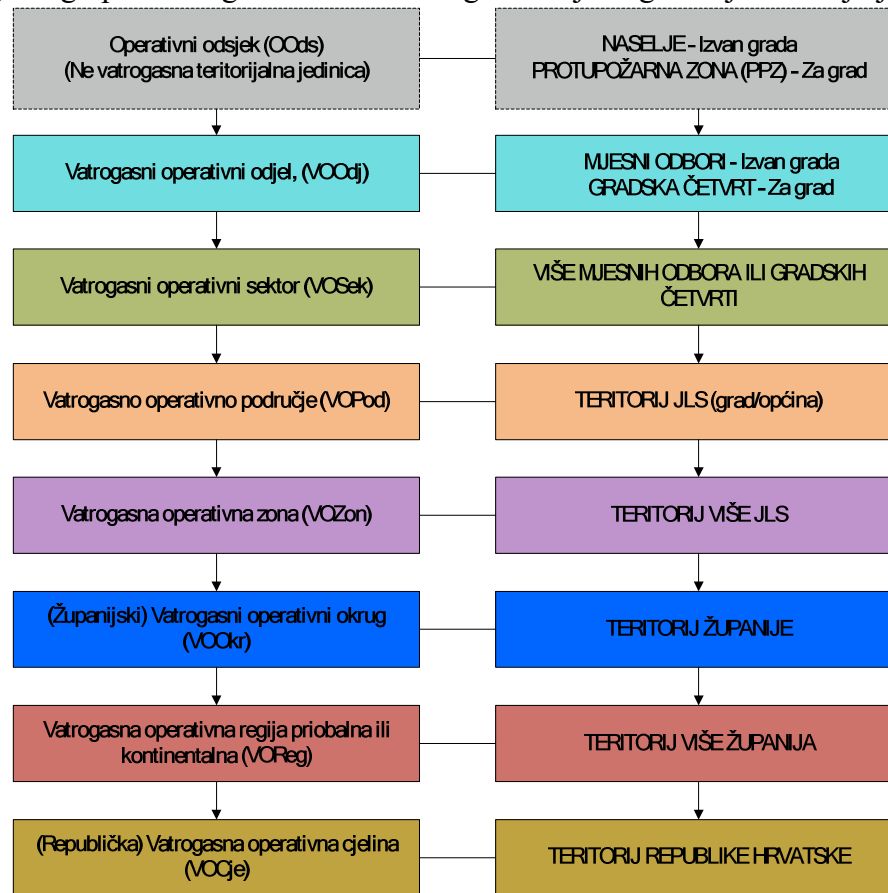 Operativni odsjek (OOds)
(Ne vatrogasna teritorijalna jedinica)
NASELJE - Izvan grada
PROTUPOŽARNA ZONA (PPZ) - Za grad
Vatrogasni operativni odjel, (VOOdj)
MJESNI ODBORI - Izvan grada
GRADSKA ČETVRT - Za grad
Vatrogasni operativni sektor (VOSek)
VIŠE MJESNIH ODBORA ILI GRADSKIH
ČETVRTI
Vatrogasno operativno područje (VOPod)
TERITORIJ JLS (grad/općina)
Vatrogasna operativna zona (VOZon)
TERITORIJ VIŠE JLS
(Županijski) Vatrogasni operativni okrug
(VOOkr)
TERITORIJ ŽUPANIJE
Vatrogasna operativna regija priobalna ili
kontinentalna (VOReg)
TERITORIJ VIŠE ŽUPANIJA
(Republička) Vatrogasna operativna cjelina
(VOCje)
TERITORIJ REPUBLIKE HRVATSKE